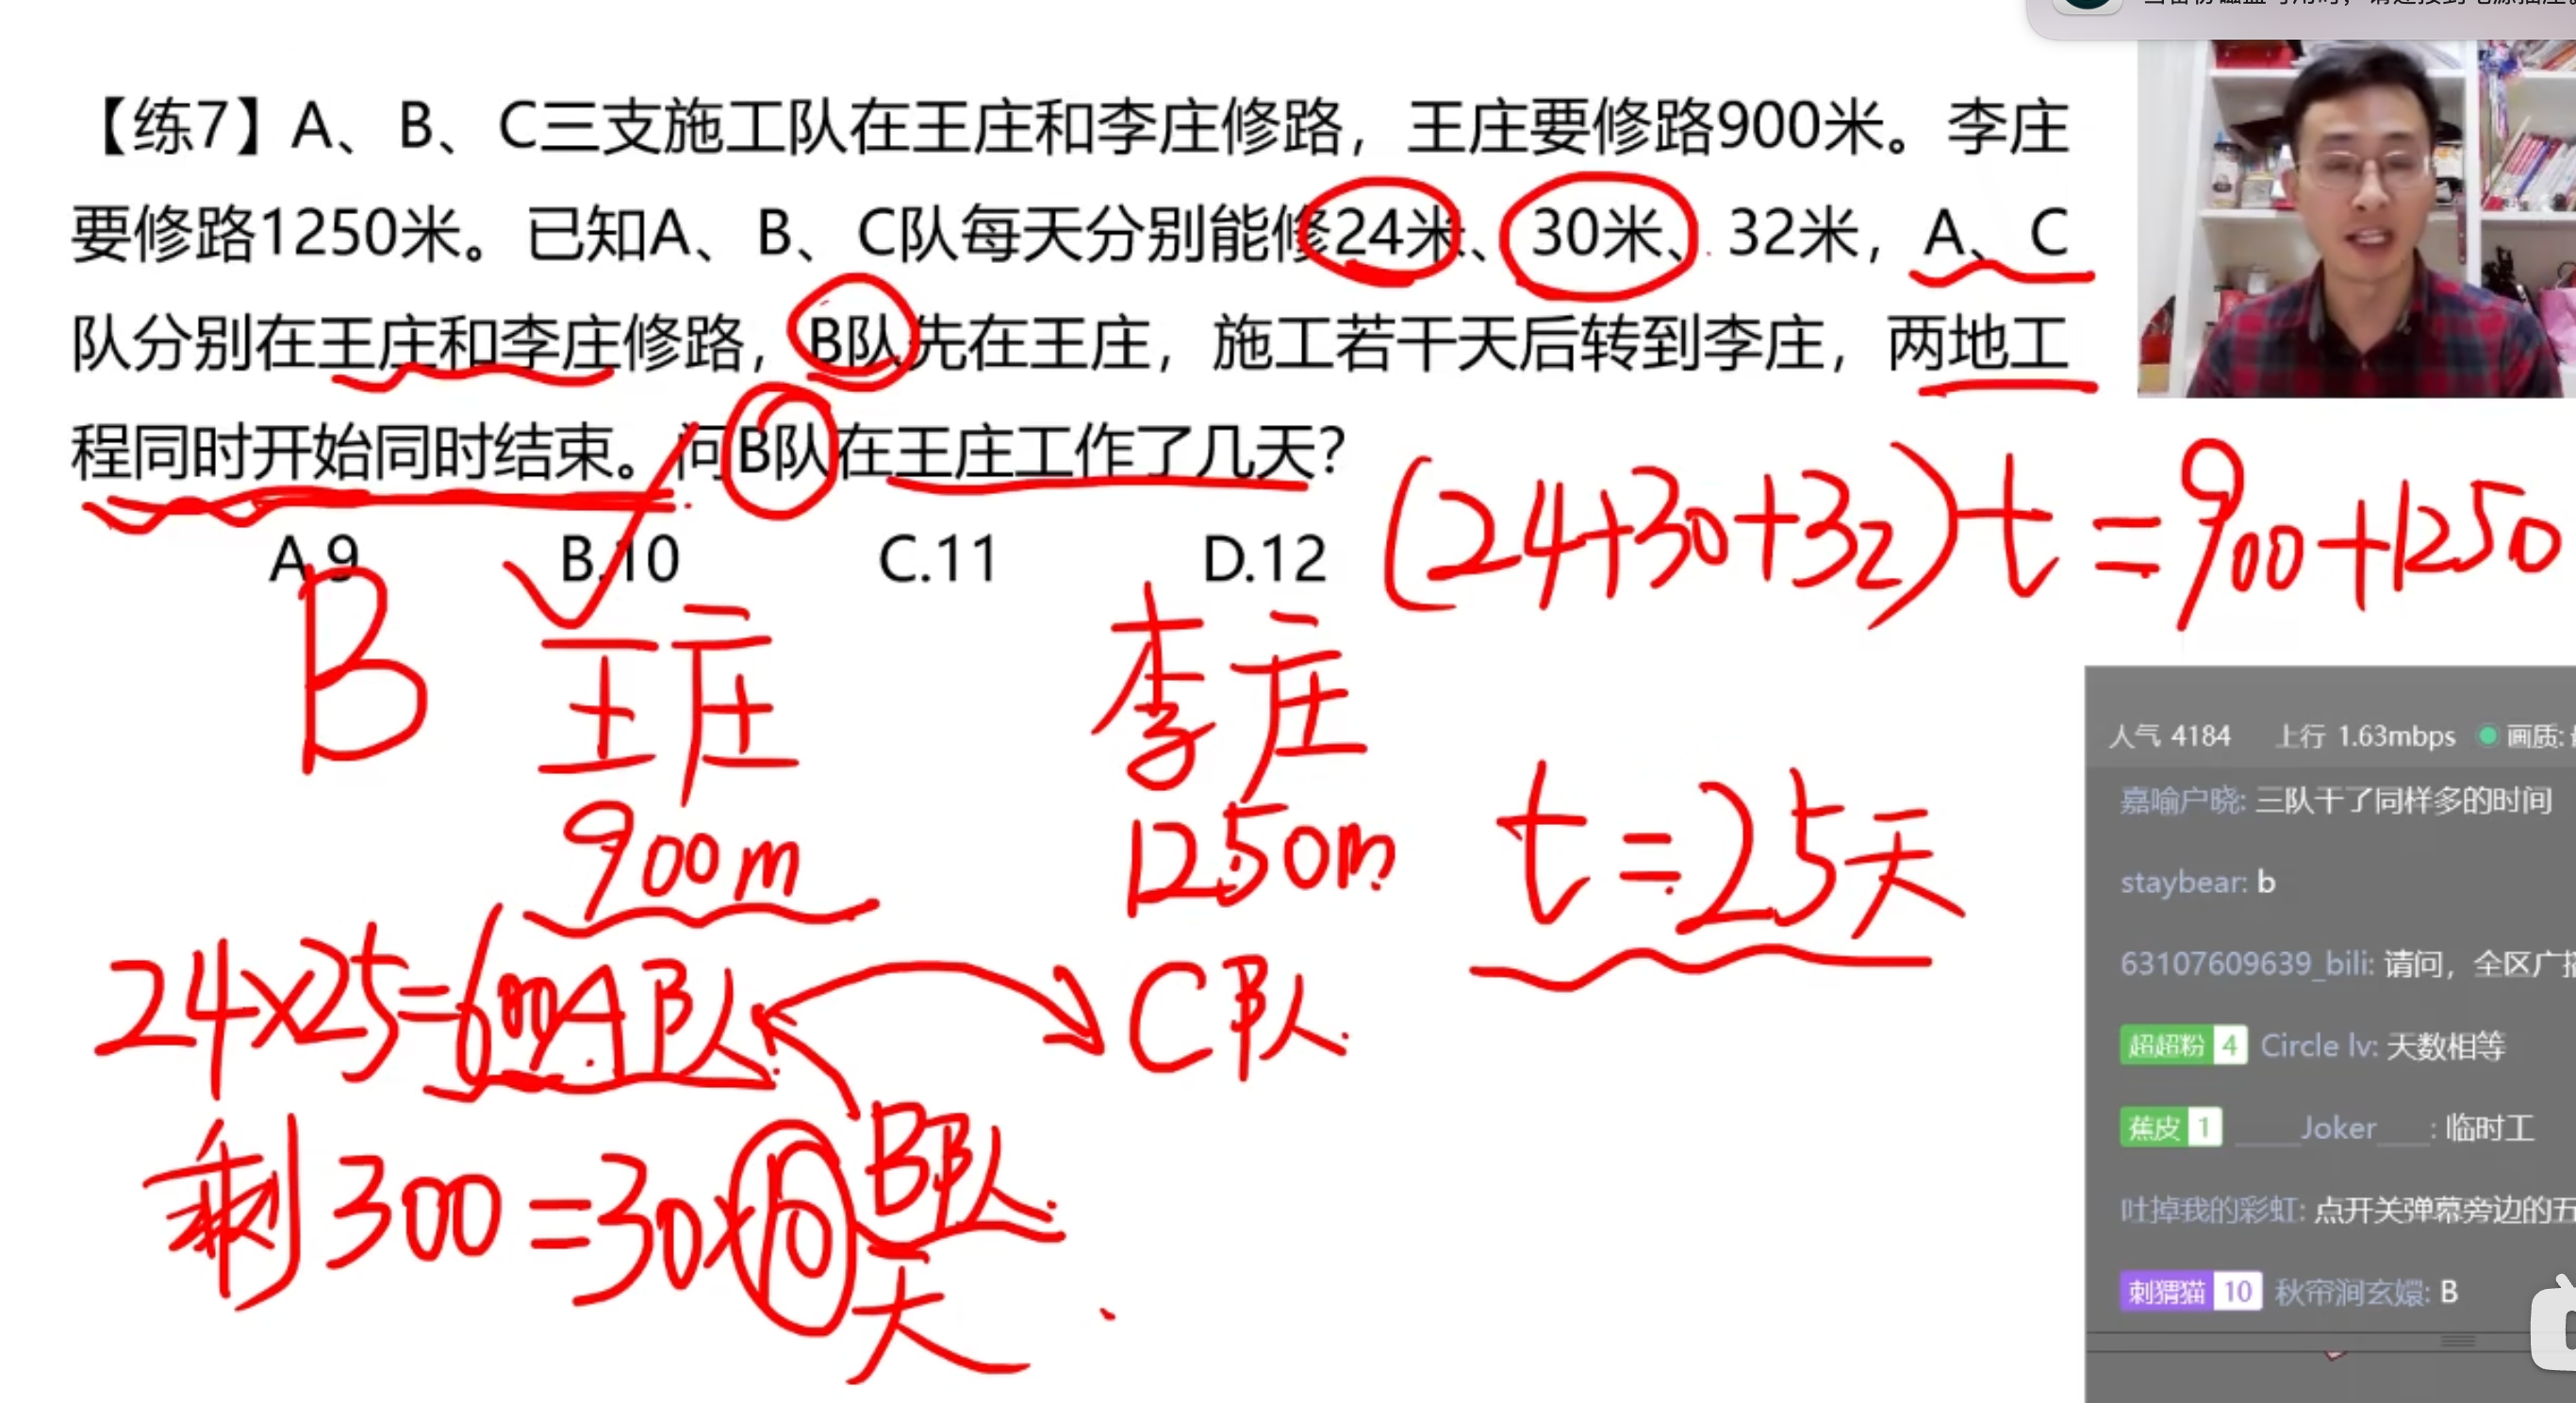 【练7】A、B、C三支施工队在王庄和李庄修路，王庄要修路900米。李庄
要修路1250米。已知A、B、C队每天分别能修24米、30米、32米，A、C
队分别在王庄和李庄修路，B队先在王庄，施工若干天后转到李庄，两地工
程同时开始同时结束。问B队在王庄工作了几天？
A.9 B.10 C.11 D.12
(24+30+32)t=900+1250
B 王庄 李庄
900m 1250m
t=25天
24×25=600 A队 C队
B队
剩300=30×10天
人气 4184 上行 1.63mbps 画质:
嘉喻户晓: 三队干了同样多的时间
staybear: b
63107609639_bili: 请问，全区广播
超超粉 4 Circle lv: 天数相等
蕉皮 1 ____Joker___: 临时工
吐掉我的彩虹: 点开关弹幕旁边的五
刺猬猫 10 秋帘涧玄嬛: B